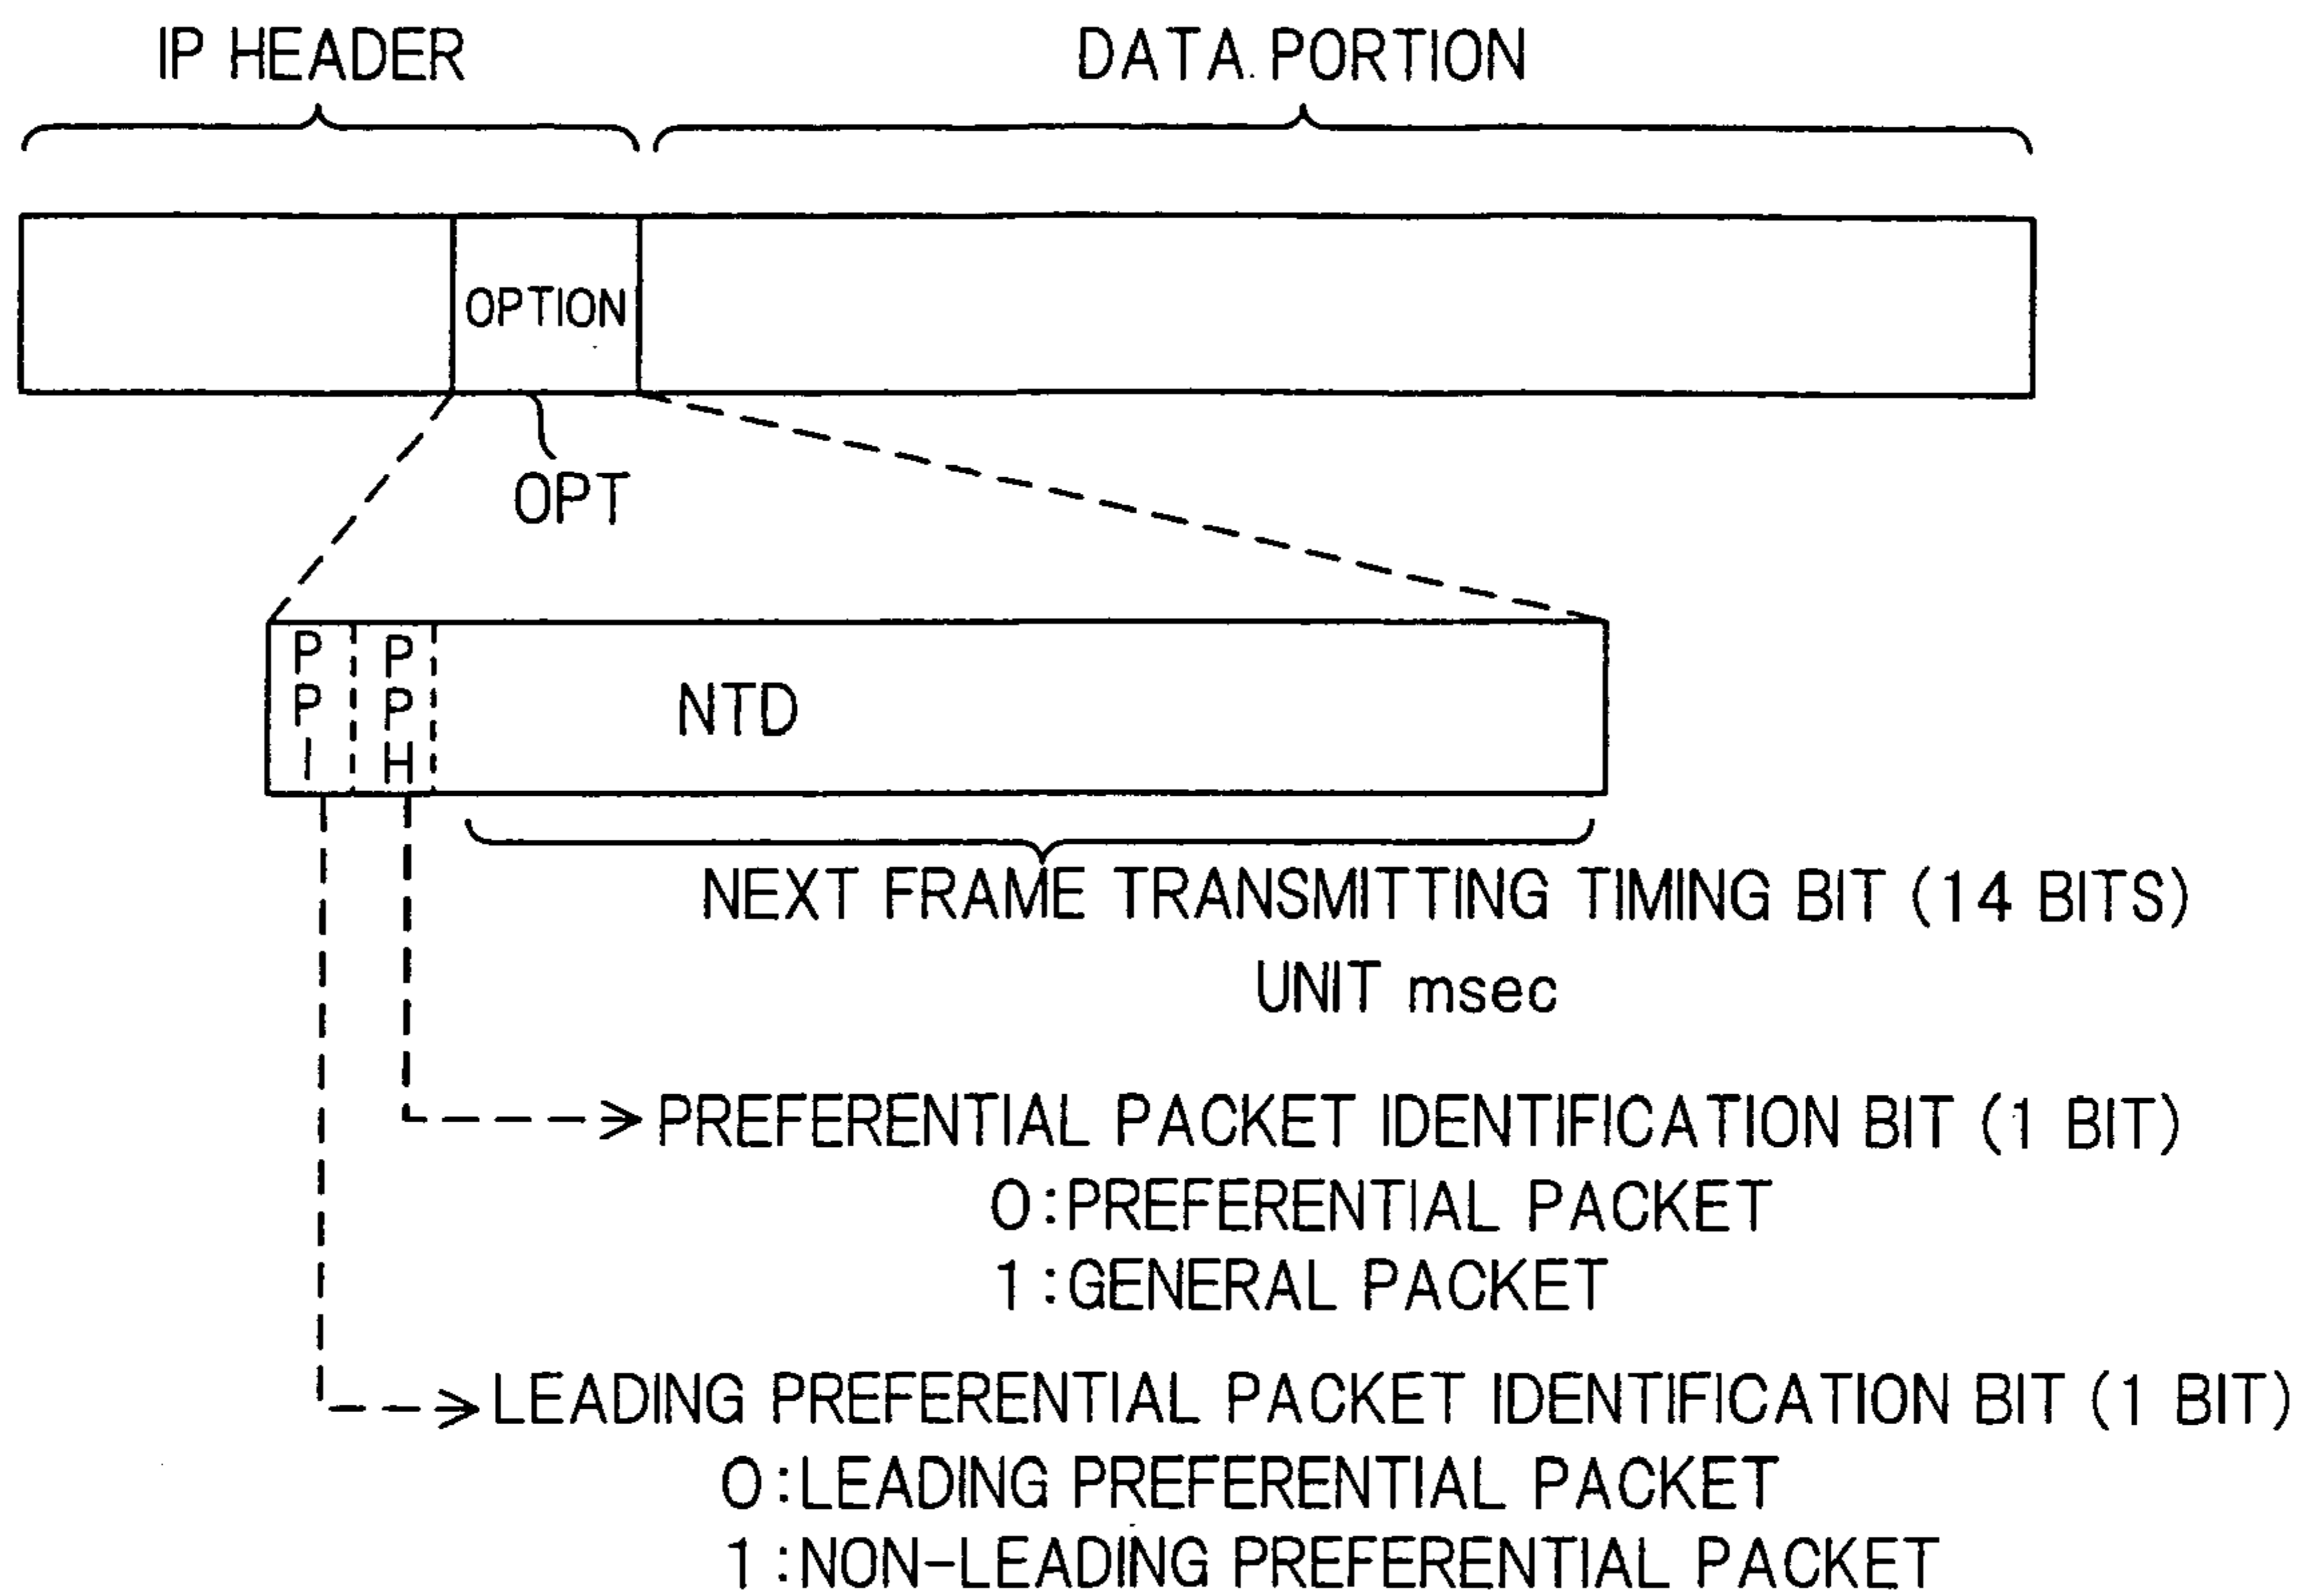 IP HEADER
DATA PORTION
OPTION
OPT
PPI
PPH
NTD
NEXT FRAME TRANSMITTING TIMING BIT (14 BITS)
UNIT msec
PREFERENTIAL PACKET IDENTIFICATION BIT (1 BIT)
0:PREFERENTIAL PACKET
1:GENERAL PACKET
LEADING PREFERENTIAL PACKET IDENTIFICATION BIT (1 BIT)
0:LEADING PREFERENTIAL PACKET
1:NON-LEADING PREFERENTIAL PACKET